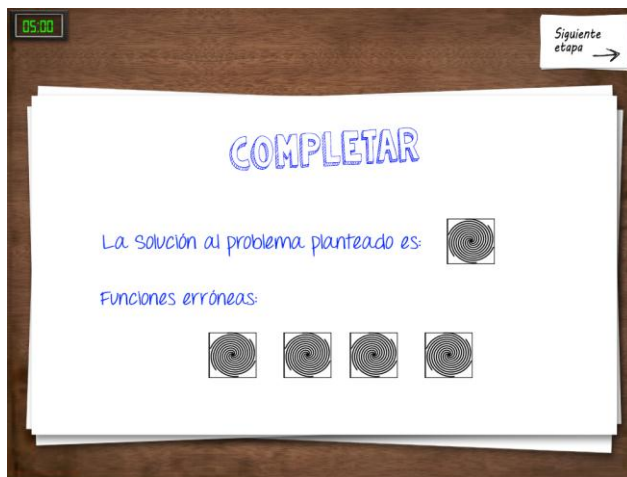 05:00
Siguiente
etapa
COMPLETAR
La solución al problema planteado es:
Funciones erróneas: